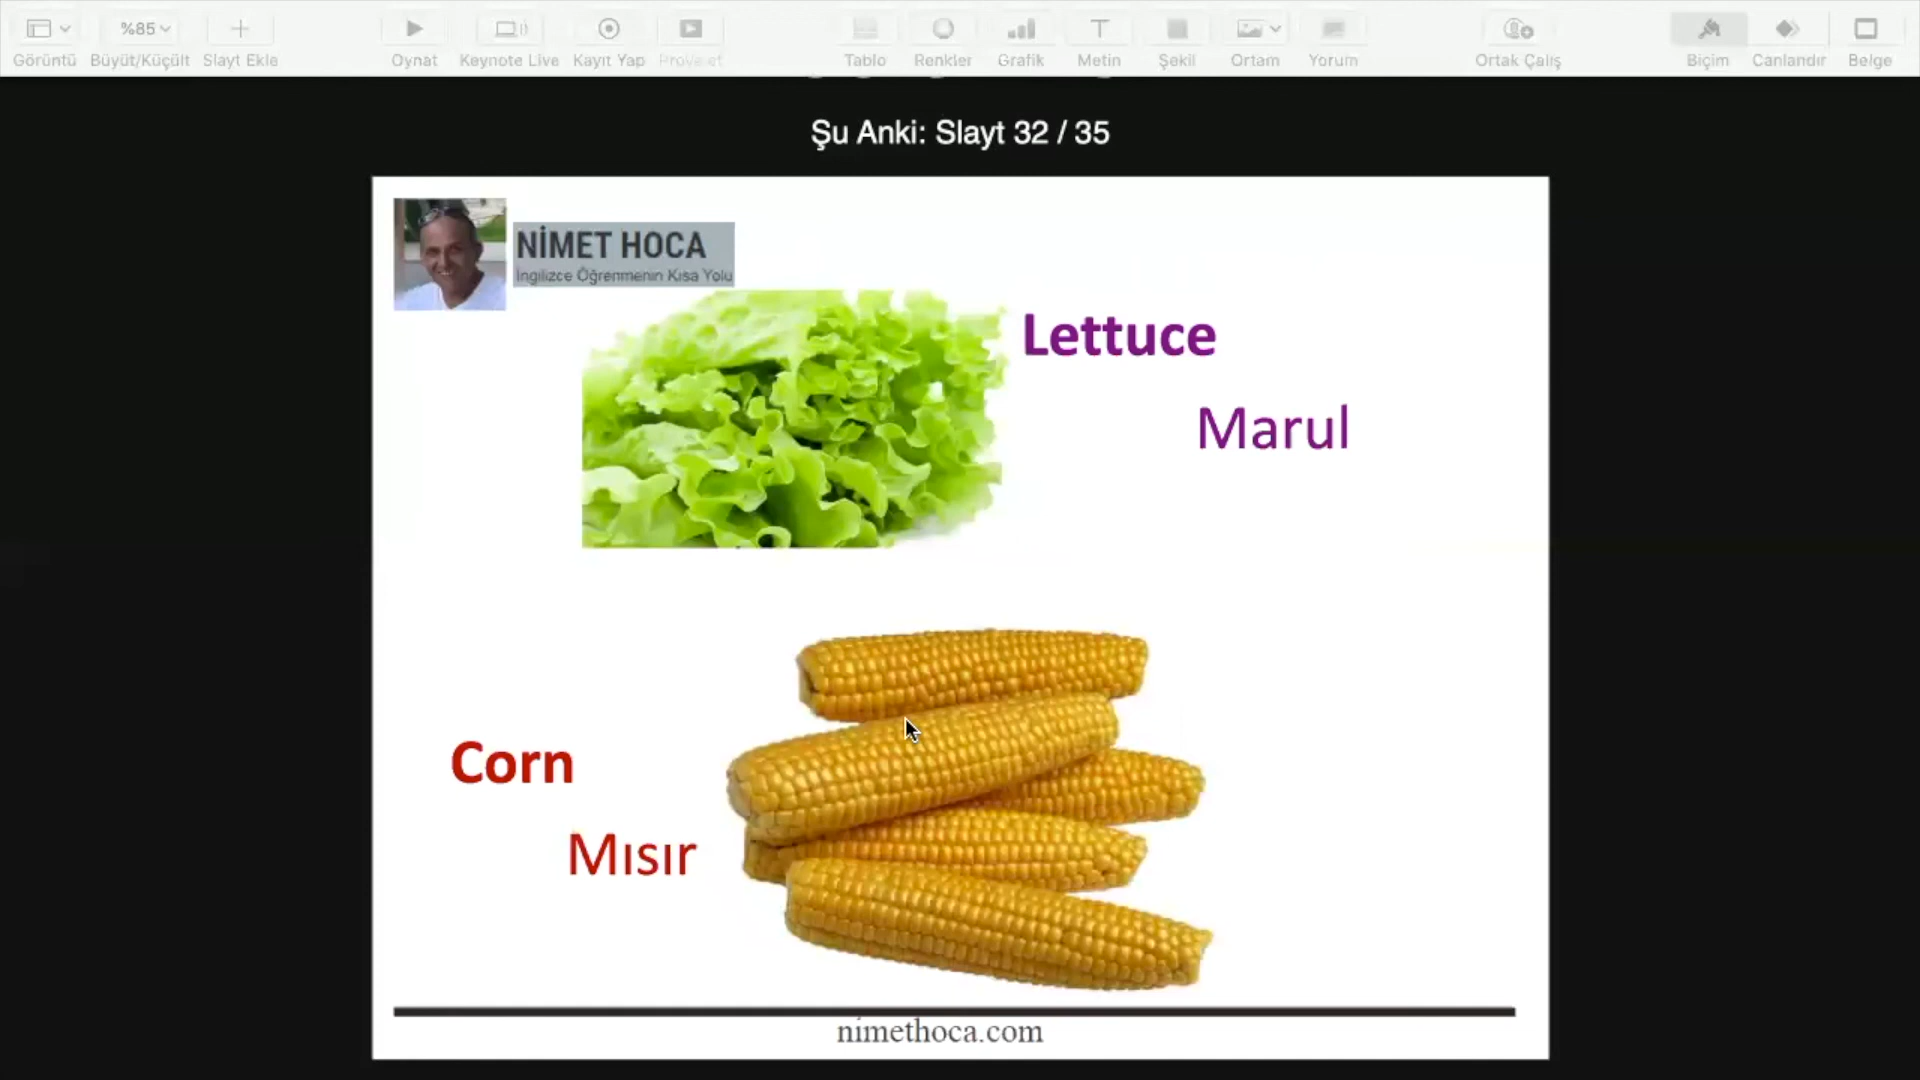 %85
Görüntü Büyüt/Küçült Slayt Ekle Oynat Keynote Live Kayıt Yap Tablo Renkler Grafik Metin Şekil Ortam Yorum Ortak Çalış Biçim Canlandır Belge
Şu Anki: Slayt 32 / 35
NİMET HOCA
İngilizce Öğrenmenin Kısa Yolu
Lettuce
Marul
Corn
Mısır
nimethoca.com